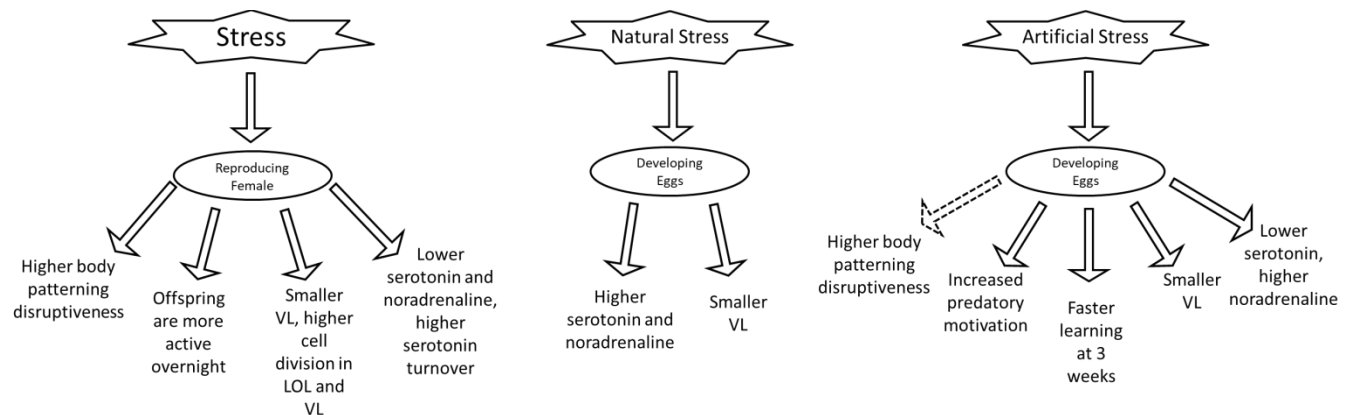 Stress
Reproducing
Female
Higher body
patterning
disruptiveness
Offspring
are more
active
overnight
Smaller
VL, higher
cell
division in
LOL and
VL
Lower
serotonin and
noradrenaline,
higher
serotonin
turnover
Natural Stress
Developing
Eggs
Higher
serotonin and
noradrenaline
Smaller
VL
Artificial Stress
Developing
Eggs
Higher body
patterning
disruptiveness
Increased
predatory
motivation
Faster
learning
at 3
weeks
Smaller
VL
Lower
serotonin,
higher
noradrenaline